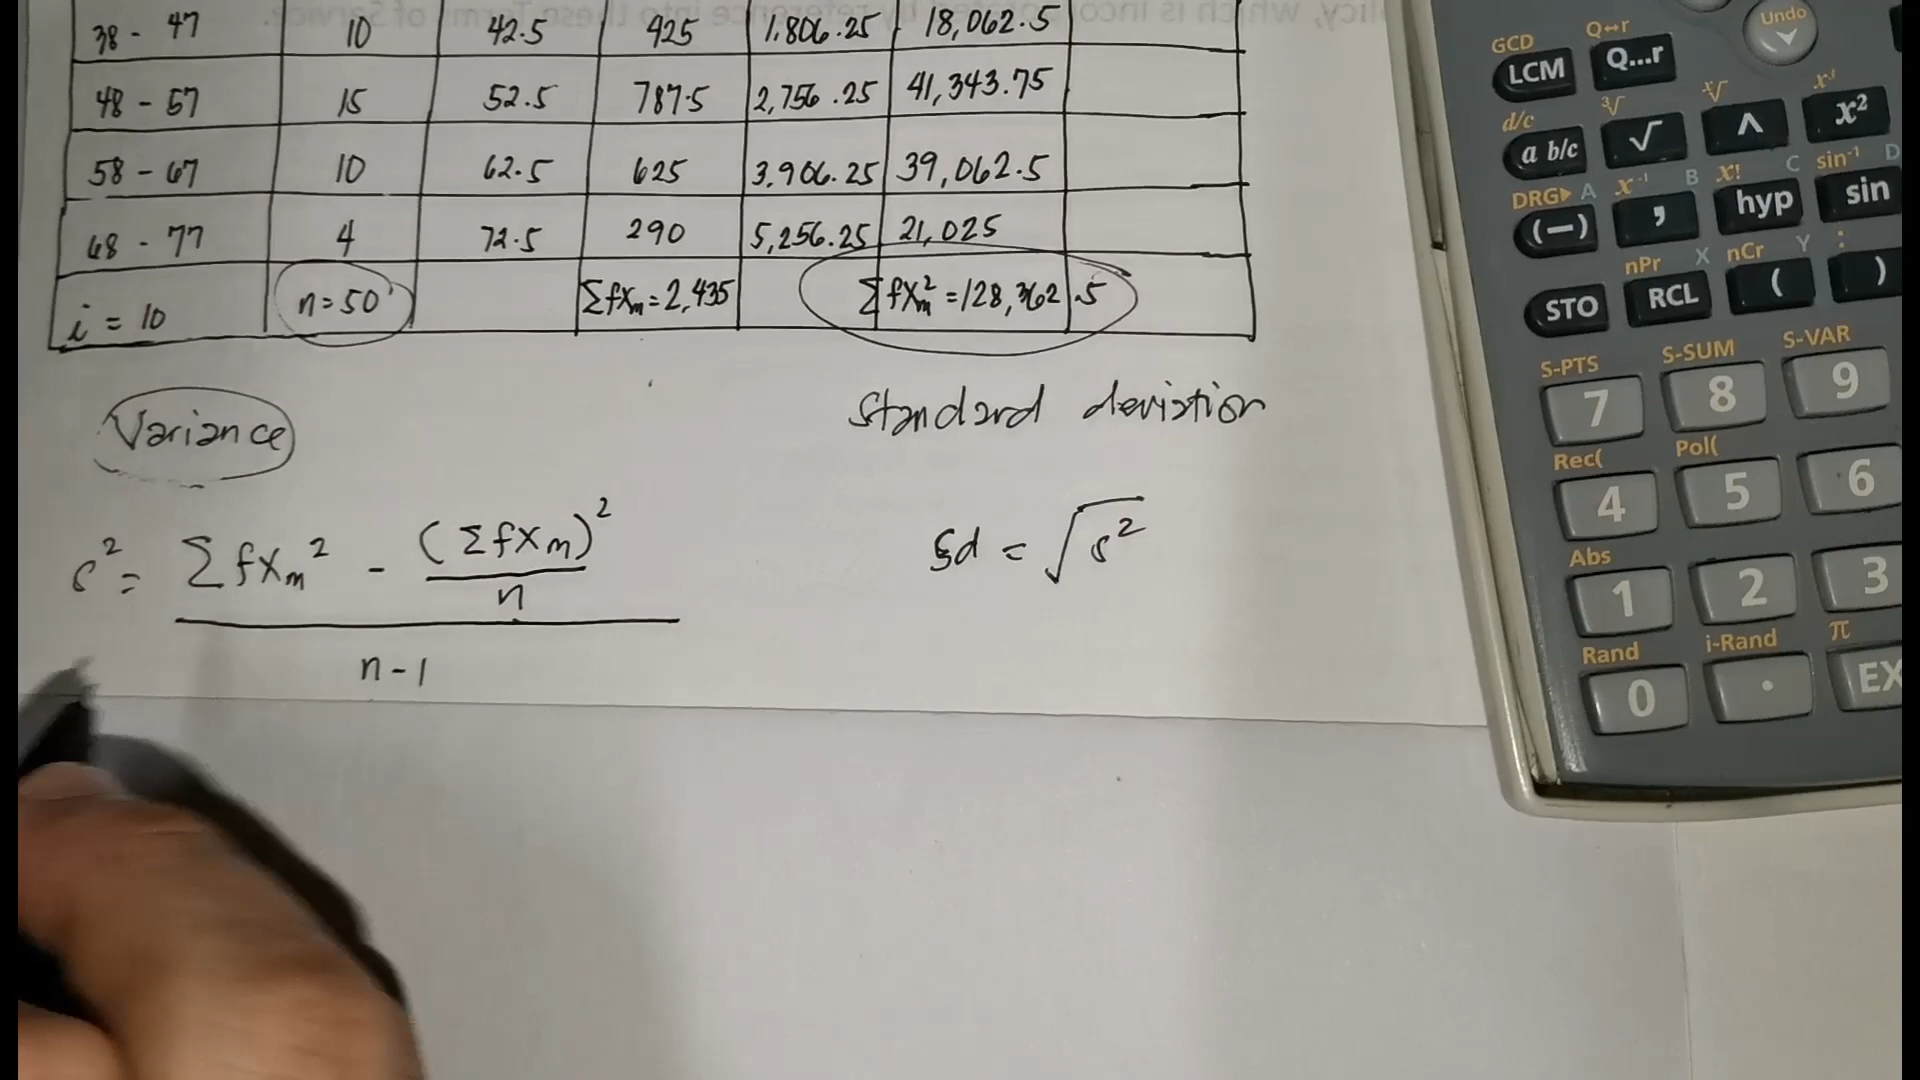 38 - 47 10 42.5 425 1,806.25 18,062.5
48 - 57 15 52.5 787.5 2,756.25 41,343.75
58 - 67 10 62.5 625 3,906.25 39,062.5
68 - 77 4 72.5 290 5,256.25 21,025
i = 10 n = 50 Σfxm = 2,435 Σfxm² = 128,362.5
Variance
Standard deviation
s² = Σfxm² - (Σfxm)²
n
n - 1
Sd = √s²
GCD Q↔r Undo
LCM Q...r
d/c ³√ ˣ√ x³
a b/c √ ∧ x²
DRG▶ A x⁻¹ B x! C sin⁻¹ D
(−) , hyp sin
nPr X nCr Y :
STO RCL ( )
S-PTS S-SUM S-VAR
7 8 9
Rec( Pol(
4 5 6
Abs
1 2 3
Rand i-Rand π
0 . EX